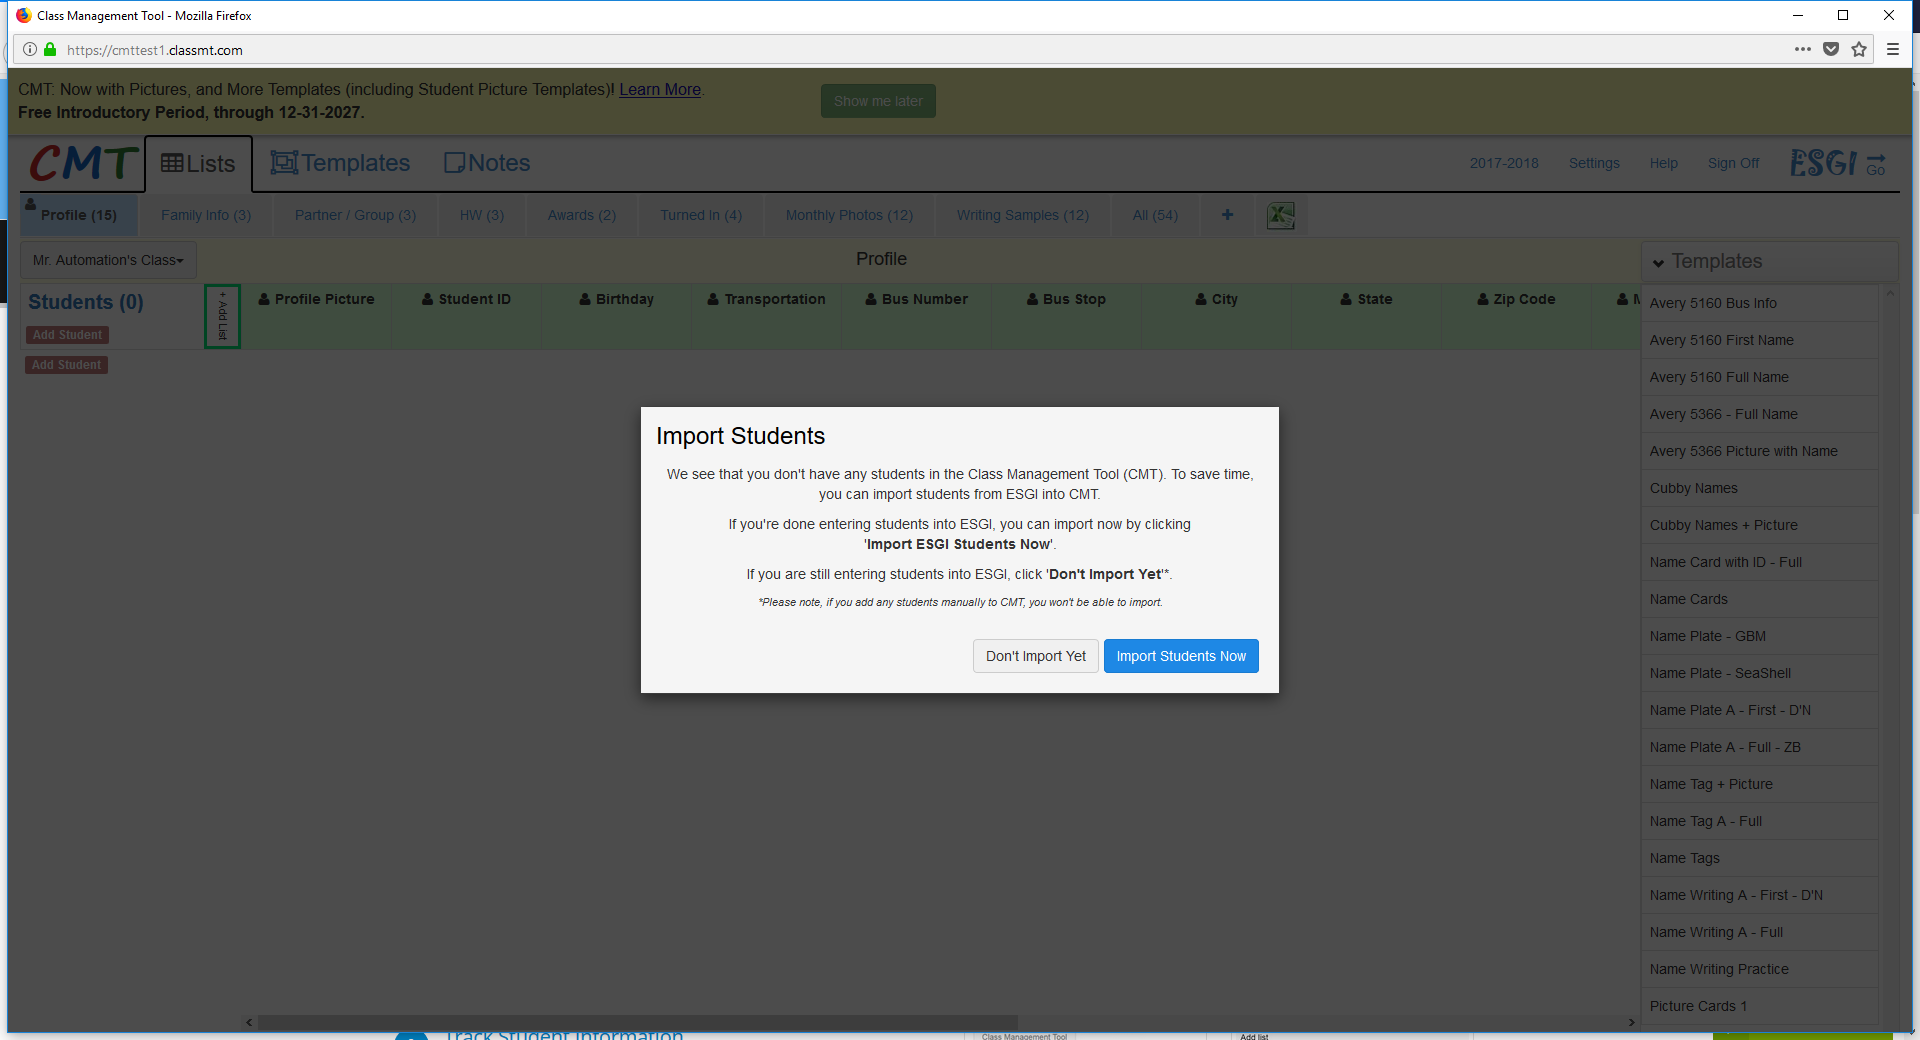 Class Management Tool - Mozilla Firefox
https://cmttest1.classmt.com
CMT: Now with Pictures, and More Templates (including Student Picture Templates)! Learn More.
Free Introductory Period, through 12-31-2027.
Show me later
CMT
Lists
Templates
Notes
2017-2018
Settings
Help
Sign Off
ESGI
Go
Profile (15)
Family Info (3)
Partner / Group (3)
HW (3)
Awards (2)
Turned In (4)
Monthly Photos (12)
Writing Samples (12)
All (54)
+
Mr. Automation's Class
Profile
Templates
Students (0)
Add Student
+ Add List
Profile Picture
Student ID
Birthday
Transportation
Bus Number
Bus Stop
City
State
Zip Code
Add Student
Avery 5160 Bus Info
Avery 5160 First Name
Avery 5160 Full Name
Avery 5366 - Full Name
Avery 5366 Picture with Name
Cubby Names
Cubby Names + Picture
Name Card with ID - Full
Name Cards
Name Plate - GBM
Name Plate - SeaShell
Name Plate A - First - D'N
Name Plate A - Full - ZB
Name Tag + Picture
Name Tag A - Full
Name Tags
Name Writing A - First - D'N
Name Writing A - Full
Name Writing Practice
Picture Cards 1
Import Students
We see that you don't have any students in the Class Management Tool (CMT). To save time,
you can import students from ESGI into CMT.
If you're done entering students into ESGI, you can import now by clicking
'Import ESGI Students Now'.
If you are still entering students into ESGI, click 'Don't Import Yet'*.
*Please note, if you add any students manually to CMT, you won't be able to import.
Don't Import Yet
Import Students Now
Track Student Information
Class Management Tool
Add list